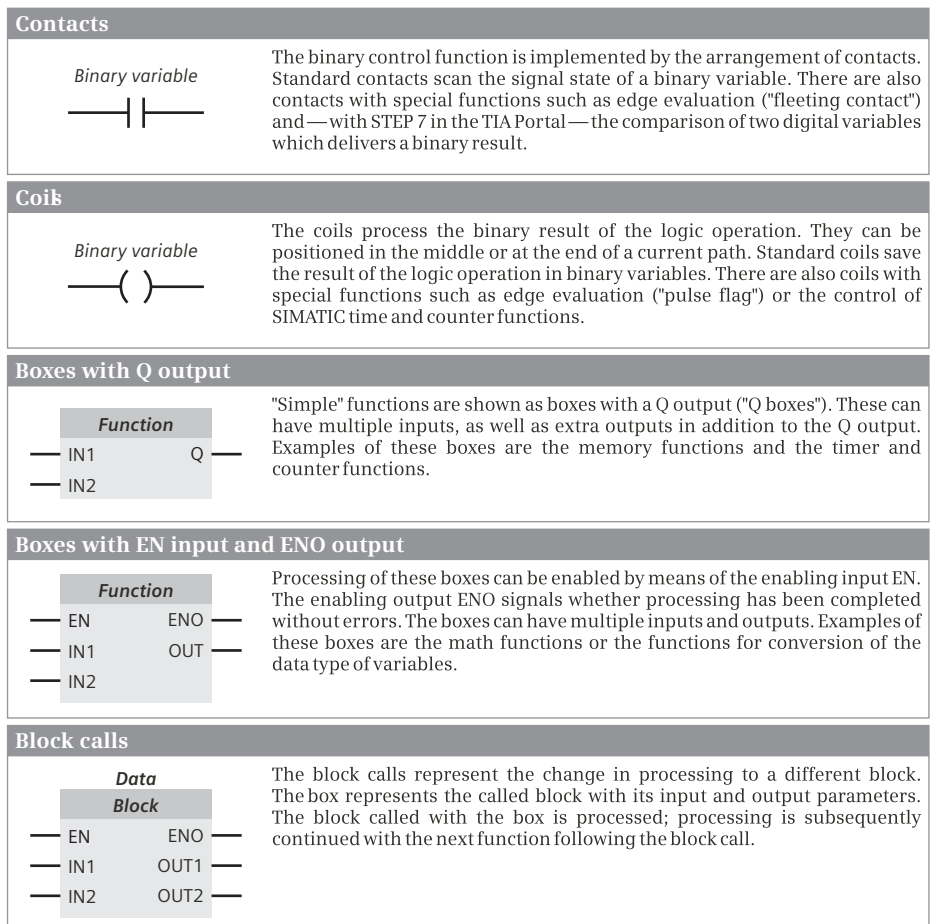 Contacts
Binary variable
The binary control function is implemented by the arrangement of contacts.
Standard contacts scan the signal state of a binary variable. There are also
contacts with special functions such as edge evaluation ("fleeting contact")
and — with STEP 7 in the TIA Portal — the comparison of two digital variables
which delivers a binary result.
Coils
Binary variable
The coils process the binary result of the logic operation. They can be
positioned in the middle or at the end of a current path. Standard coils save
the result of the logic operation in binary variables. There are also coils with
special functions such as edge evaluation ("pulse flag") or the control of
SIMATIC time and counter functions.
Boxes with Q output
Function
IN1 Q
IN2
"Simple" functions are shown as boxes with a Q output ("Q boxes"). These can
have multiple inputs, as well as extra outputs in addition to the Q output.
Examples of these boxes are the memory functions and the timer and
counter functions.
Boxes with EN input and ENO output
Function
EN ENO
IN1 OUT
IN2
Processing of these boxes can be enabled by means of the enabling input EN.
The enabling output ENO signals whether processing has been completed
without errors. The boxes can have multiple inputs and outputs. Examples of
these boxes are the math functions or the functions for conversion of the
data type of variables.
Block calls
Data
Block
EN ENO
IN1 OUT1
IN2 OUT2
The block calls represent the change in processing to a different block.
The box represents the called block with its input and output parameters.
The block called with the box is processed; processing is subsequently
continued with the next function following the block call.